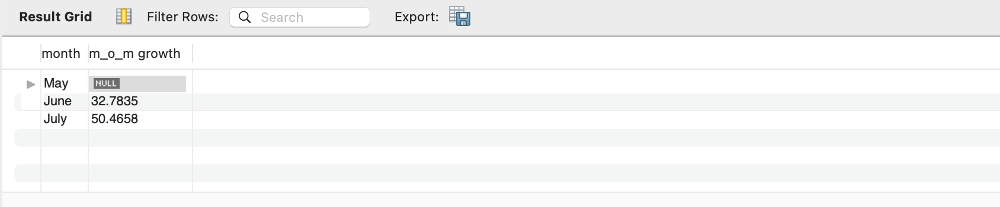 Result Grid Filter Rows: Search Export:
month m_o_m growth
May NULL
June 32.7835
July 50.4658